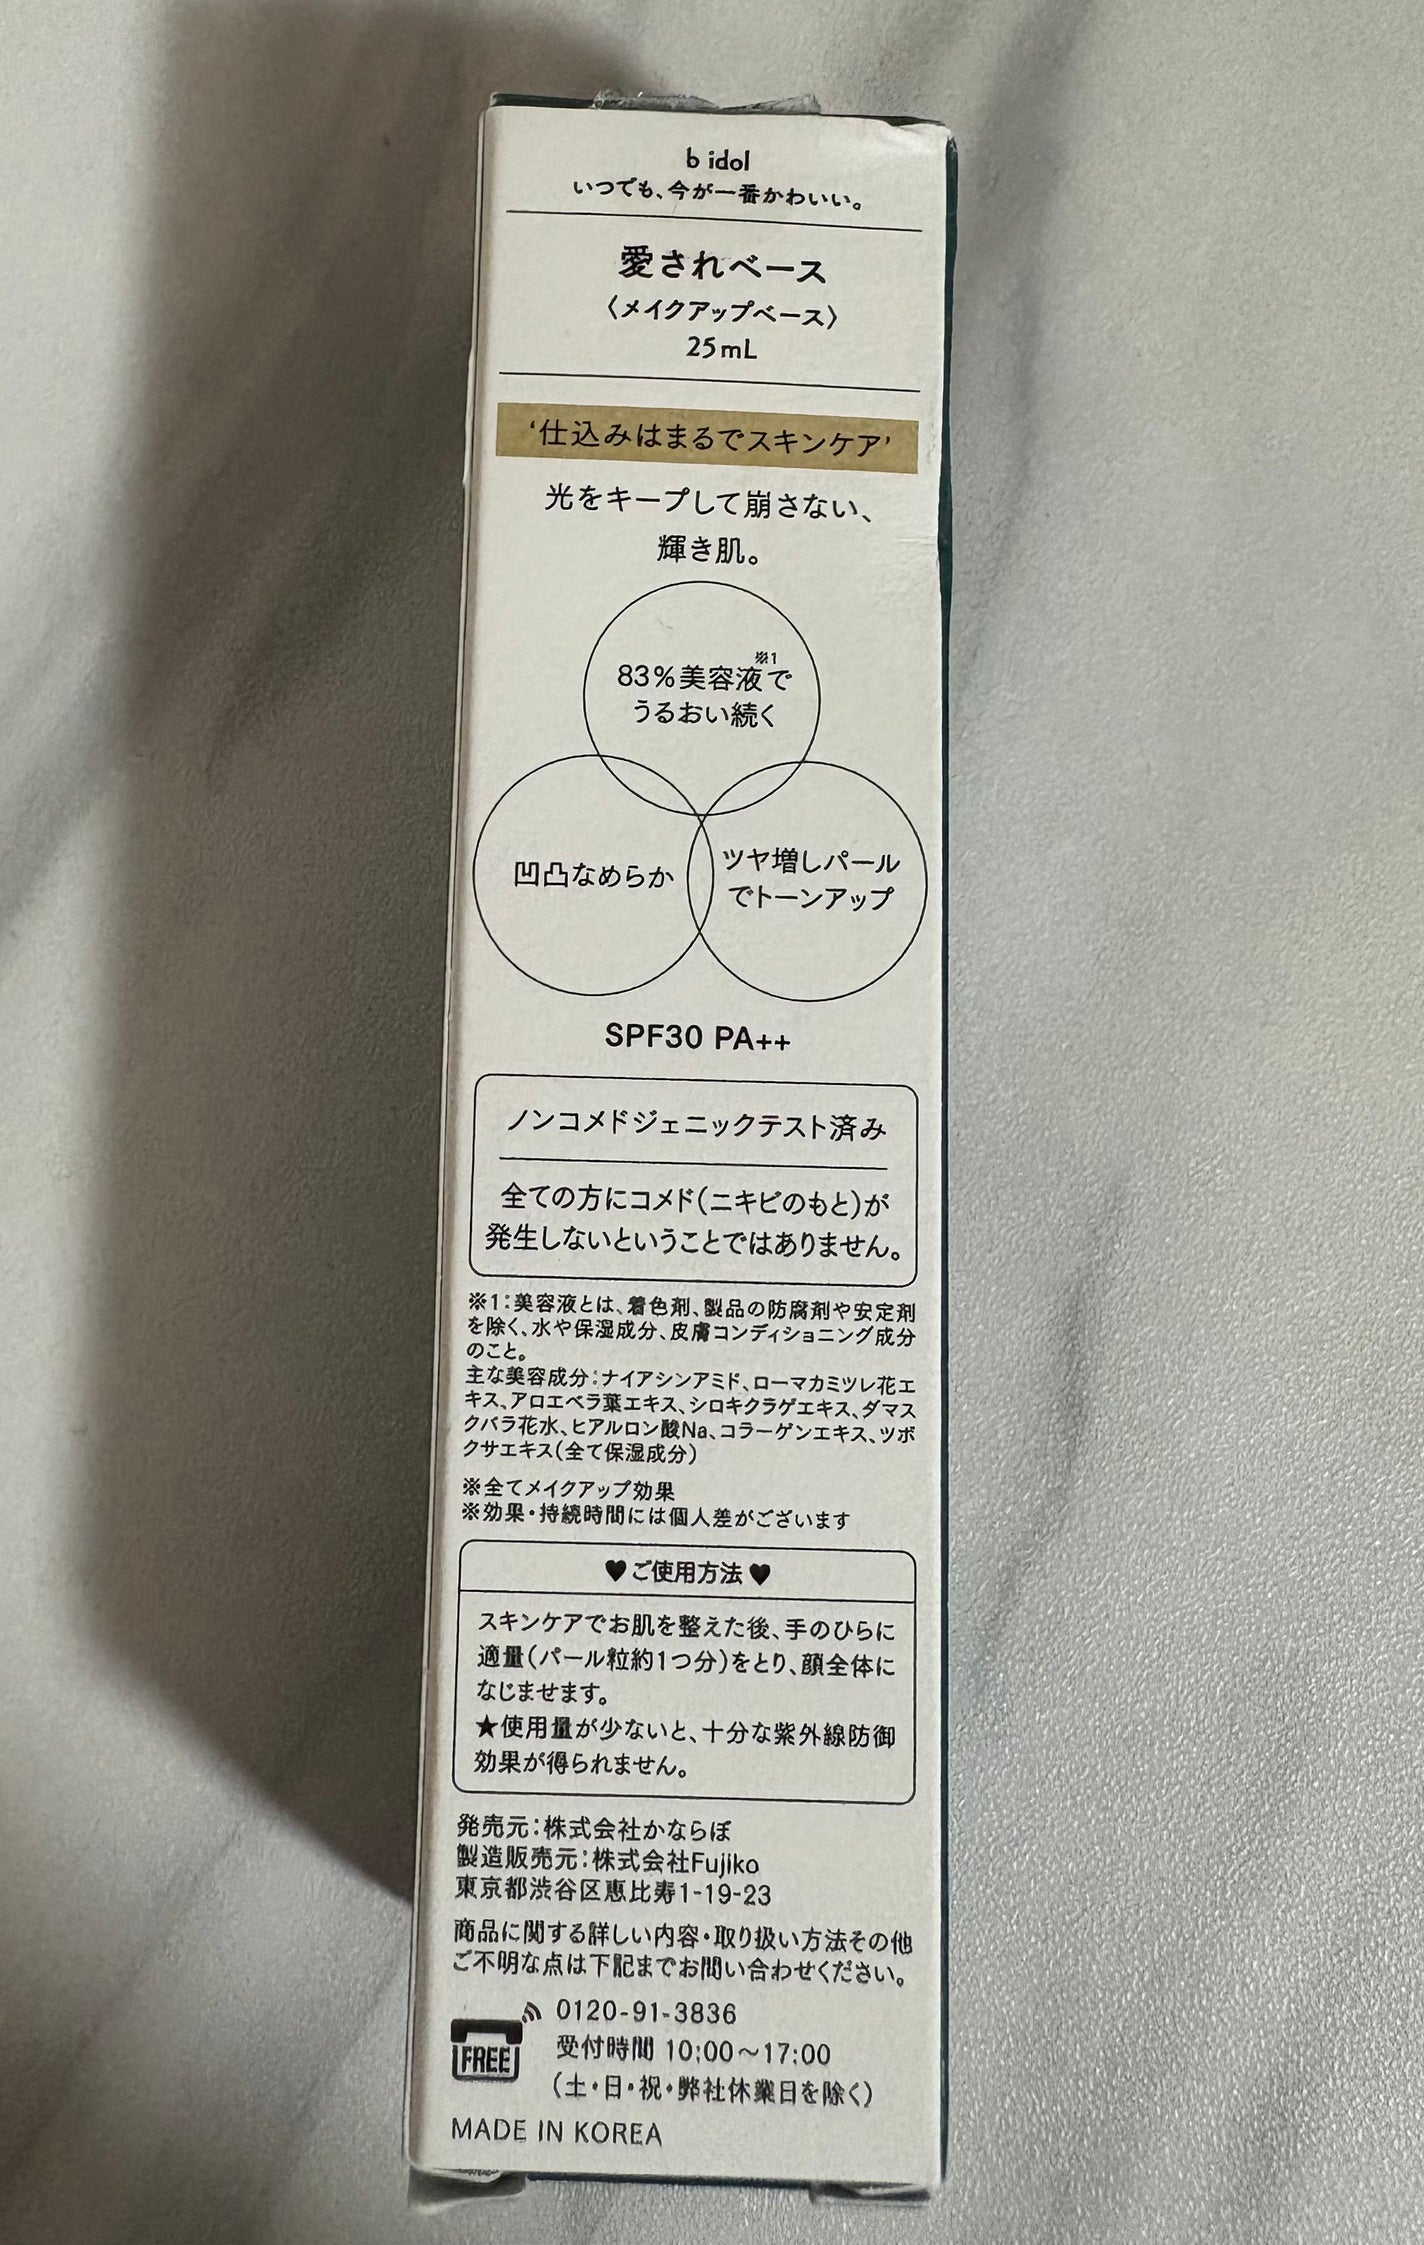 b idol
いつでも、今が一番かわいい。
愛されベース
〈メイクアップベース〉
25mL
‘仕込みはまるでスキンケア’
光をキープして崩さない、
輝き肌。
83%美容液※1で
うるおい続く
凹凸なめらか
ツヤ増しパール
でトーンアップ
SPF30 PA++
ノンコメドジェニックテスト済み
全ての方にコメド(ニキビのもと)が
発生しないということではありません。
※1:美容液とは、着色剤、製品の防腐剤や安定剤
を除く、水や保湿成分、皮膚コンディショニング成分
のこと。
主な美容成分:ナイアシンアミド、ローマカミツレ花エ
キス、アロエベラ葉エキス、シロキクラゲエキス、ダマス
クバラ花水、ヒアルロン酸Na、コラーゲンエキス、ツボ
クサエキス(全て保湿成分)
※全てメイクアップ効果
※効果・持続時間には個人差がございます
♥ご使用方法♥
スキンケアでお肌を整えた後、手のひらに
適量(パール粒約1つ分)をとり、顔全体に
なじませます。
★使用量が少ないと、十分な紫外線防御
効果が得られません。
発売元:株式会社かならぼ
製造販売元:株式会社Fujiko
東京都渋谷区恵比寿1-19-23
商品に関する詳しい内容・取り扱い方法その他
ご不明な点は下記までお問い合わせください。
FREE
0120-91-3836
受付時間 10:00～17:00
(土・日・祝・弊社休業日を除く)
MADE IN KOREA